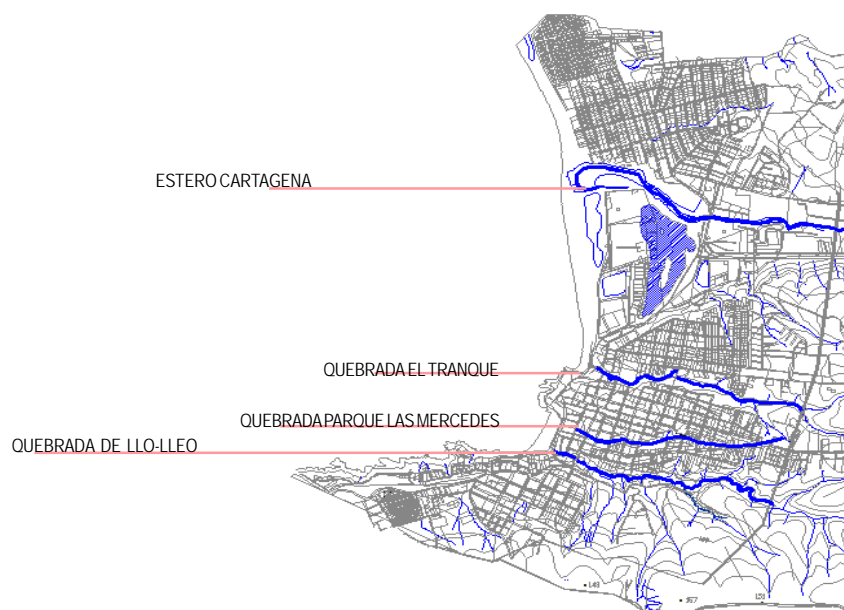 ESTERO CARTAGENA
QUEBRADA EL TRANQUE
QUEBRADA PARQUE LAS MERCEDES
QUEBRADA DE LLO-LLEO